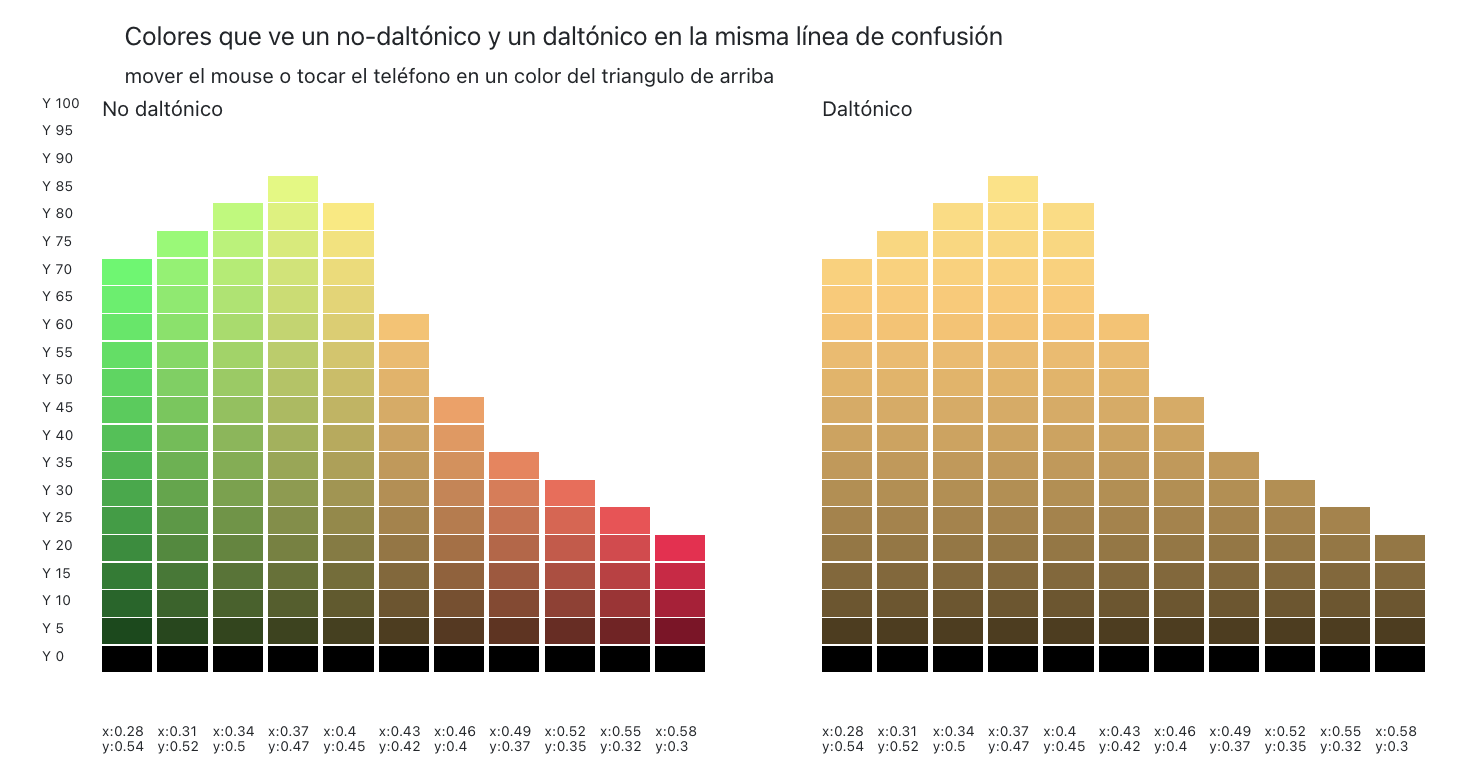 Colores que ve un no-daltónico y un daltónico en la misma línea de confusión
mover el mouse o tocar el teléfono en un color del triangulo de arriba
No daltónico
Daltónico
Y 100
Y 95
Y 90
Y 85
Y 80
Y 75
Y 70
Y 65
Y 60
Y 55
Y 50
Y 45
Y 40
Y 35
Y 30
Y 25
Y 20
Y 15
Y 10
Y 5
Y 0
x:0.28 x:0.31 x:0.34 x:0.37 x:0.4 x:0.43 x:0.46 x:0.49 x:0.52 x:0.55 x:0.58
y:0.54 y:0.52 y:0.5 y:0.47 y:0.45 y:0.42 y:0.4 y:0.37 y:0.35 y:0.32 y:0.3
x:0.28 x:0.31 x:0.34 x:0.37 x:0.4 x:0.43 x:0.46 x:0.49 x:0.52 x:0.55 x:0.58
y:0.54 y:0.52 y:0.5 y:0.47 y:0.45 y:0.42 y:0.4 y:0.37 y:0.35 y:0.32 y:0.3